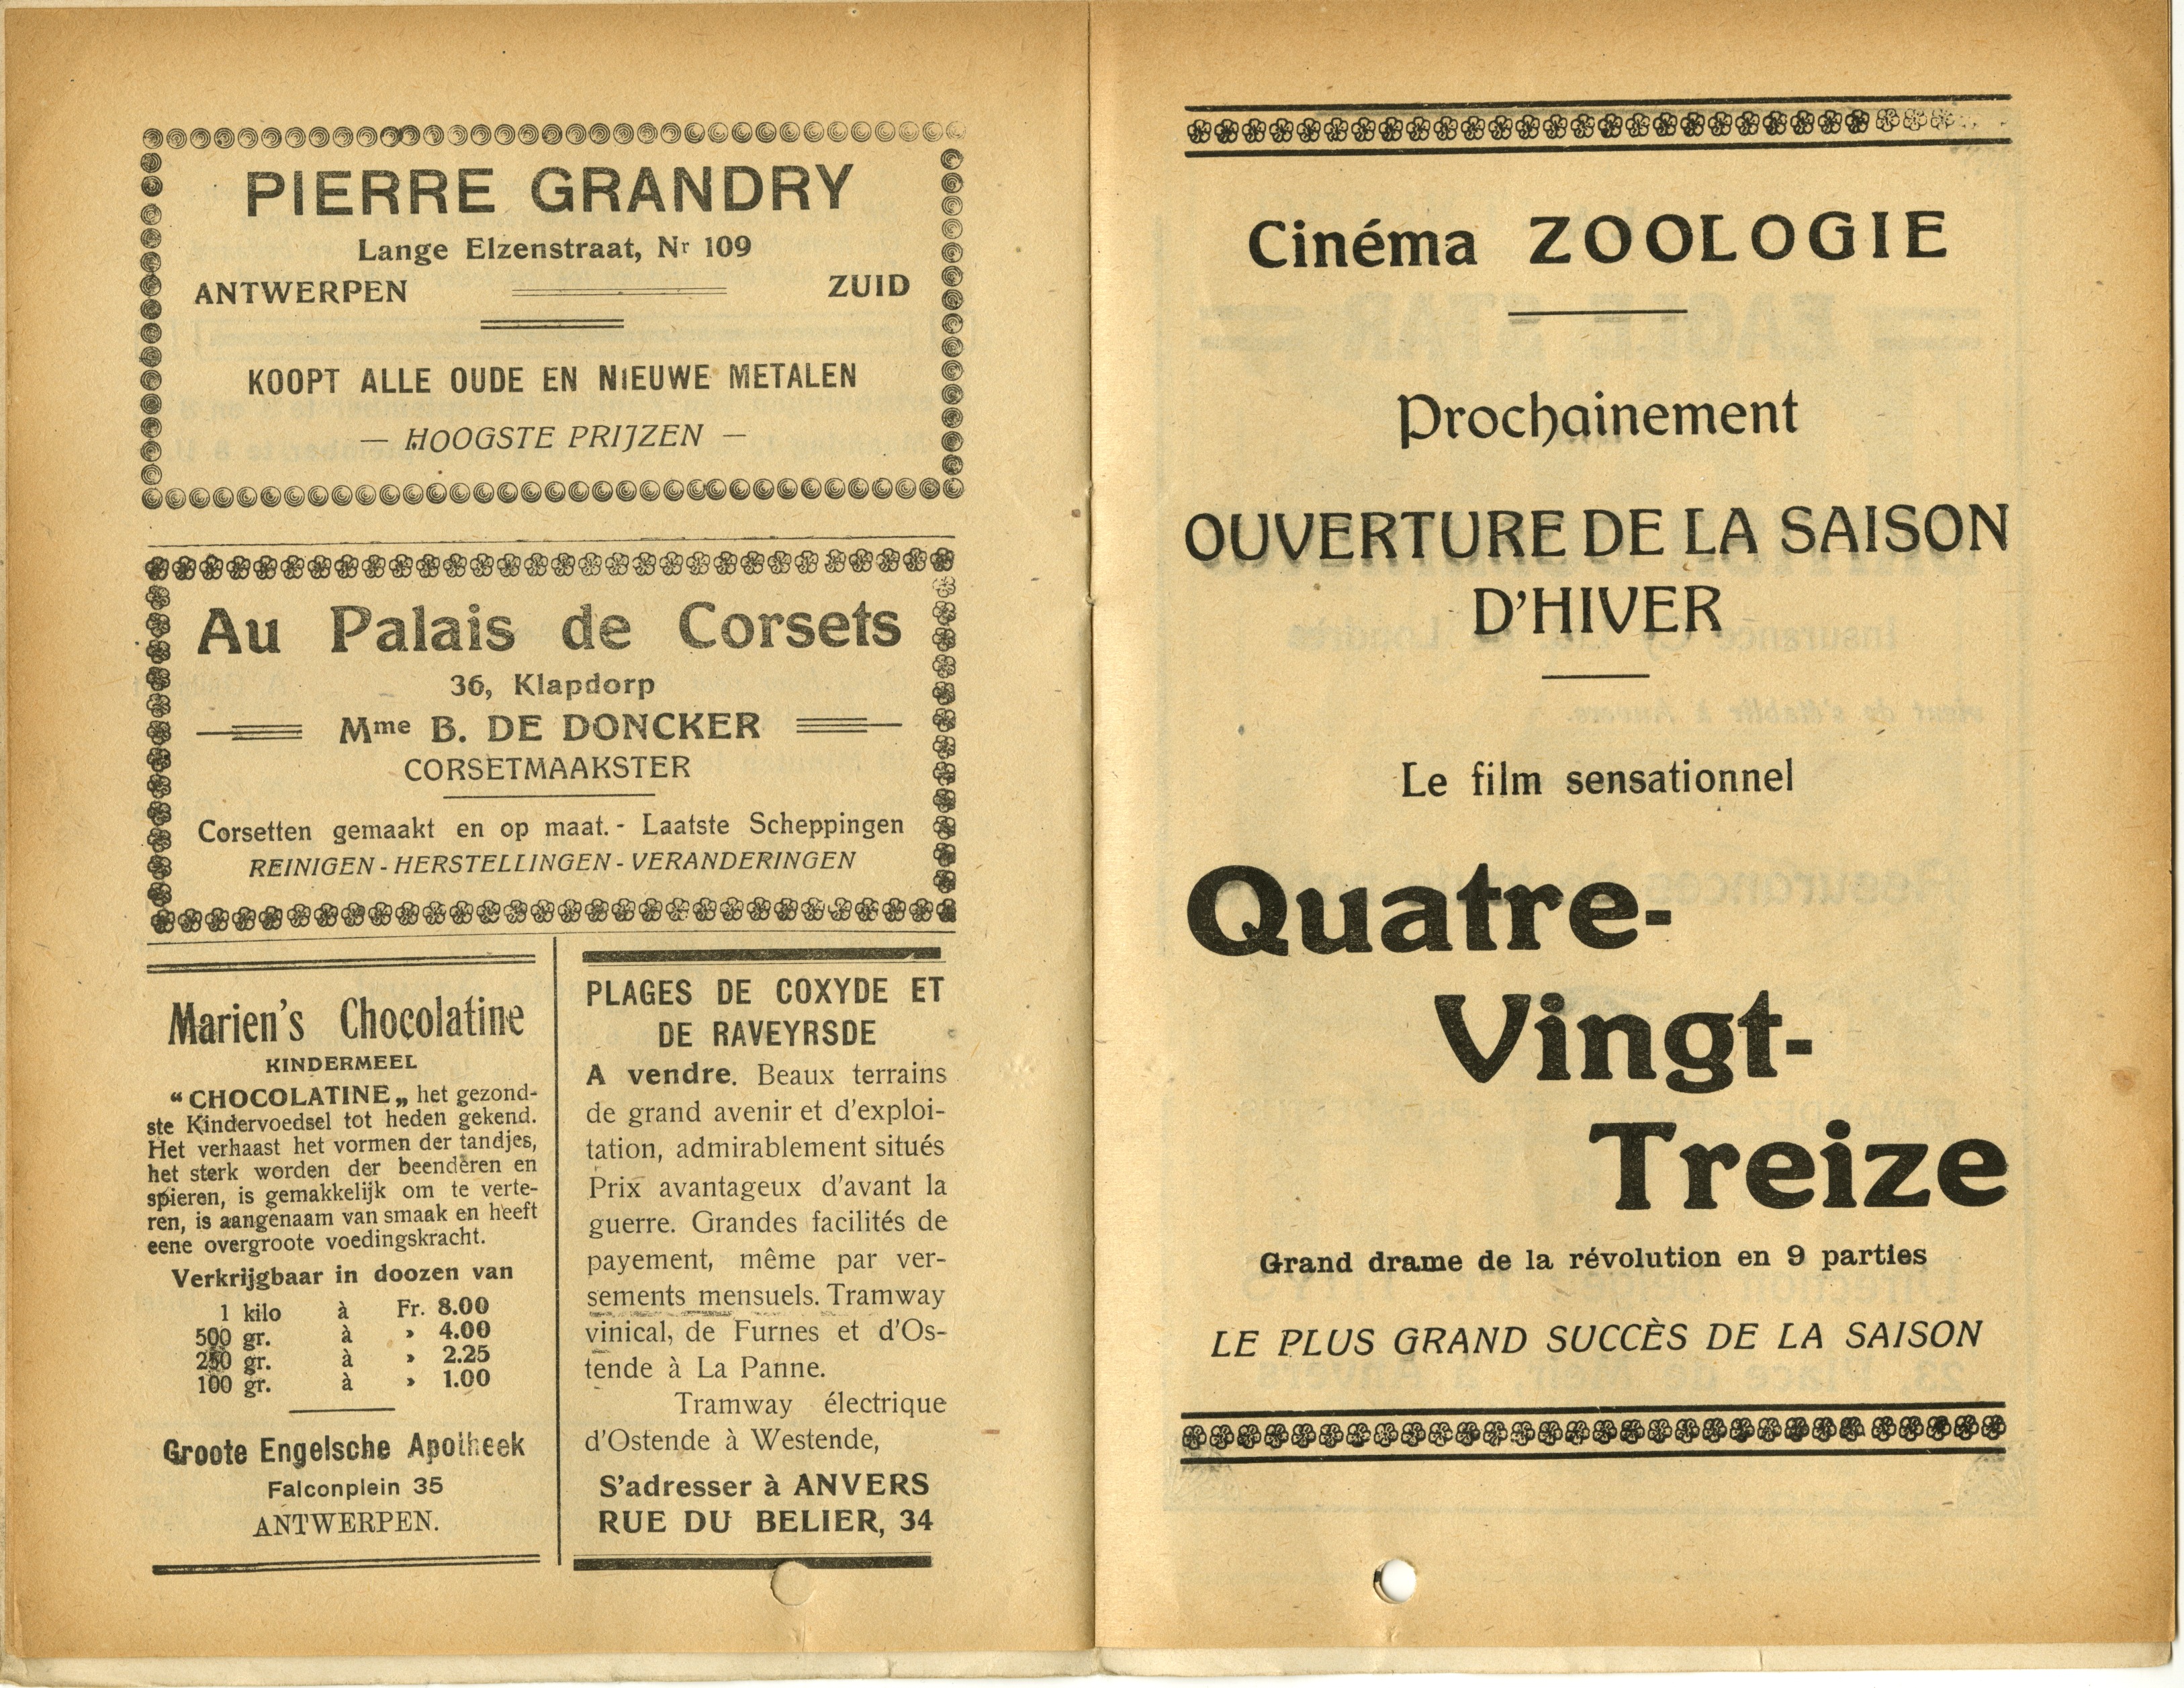 PIERRE GRANDRY
Lange Elzenstraat, Nr 109
ANTWERPEN ZUID
KOOPT ALLE OUDE EN NIEUWE METALEN
— HOOGSTE PRIJZEN —
Au Palais de Corsets
36, Klapdorp
Mme B. DE DONCKER
CORSETMAAKSTER
Corsetten gemaakt en op maat. - Laatste Scheppingen
REINIGEN - HERSTELLINGEN - VERANDERINGEN
Marien's Chocolatine
KINDERMEEL
“CHOCOLATINE„ het gezond-
ste Kindervoedsel tot heden gekend.
Het verhaast het vormen der tandjes,
het sterk worden der beenderen en
spieren, is gemakkelijk om te verte-
ren, is aangenaam van smaak en heeft
eene overgroote voedingskracht.
Verkrijgbaar in doozen van
1 kilo à Fr. 8.00
500 gr. à » 4.00
250 gr. à » 2.25
100 gr. à » 1.00
Groote Engelsche Apotheek
Falconplein 35
ANTWERPEN.
PLAGES DE COXYDE ET
DE RAVEYRSDE
A vendre. Beaux terrains
de grand avenir et d'exploi-
tation, admirablement situés
Prix avantageux d'avant la
guerre. Grandes facilités de
payement, même par ver-
sements mensuels. Tramway
vinical, de Furnes et d'Os-
tende à La Panne.
Tramway électrique
d'Ostende à Westende,
S'adresser à ANVERS
RUE DU BELIER, 34
Cinéma ZOOLOGIE
Prochainement
OUVERTURE DE LA SAISON
D'HIVER
Le film sensationnel
Quatre-
Vingt-
Treize
Grand drame de la révolution en 9 parties
LE PLUS GRAND SUCCÈS DE LA SAISON